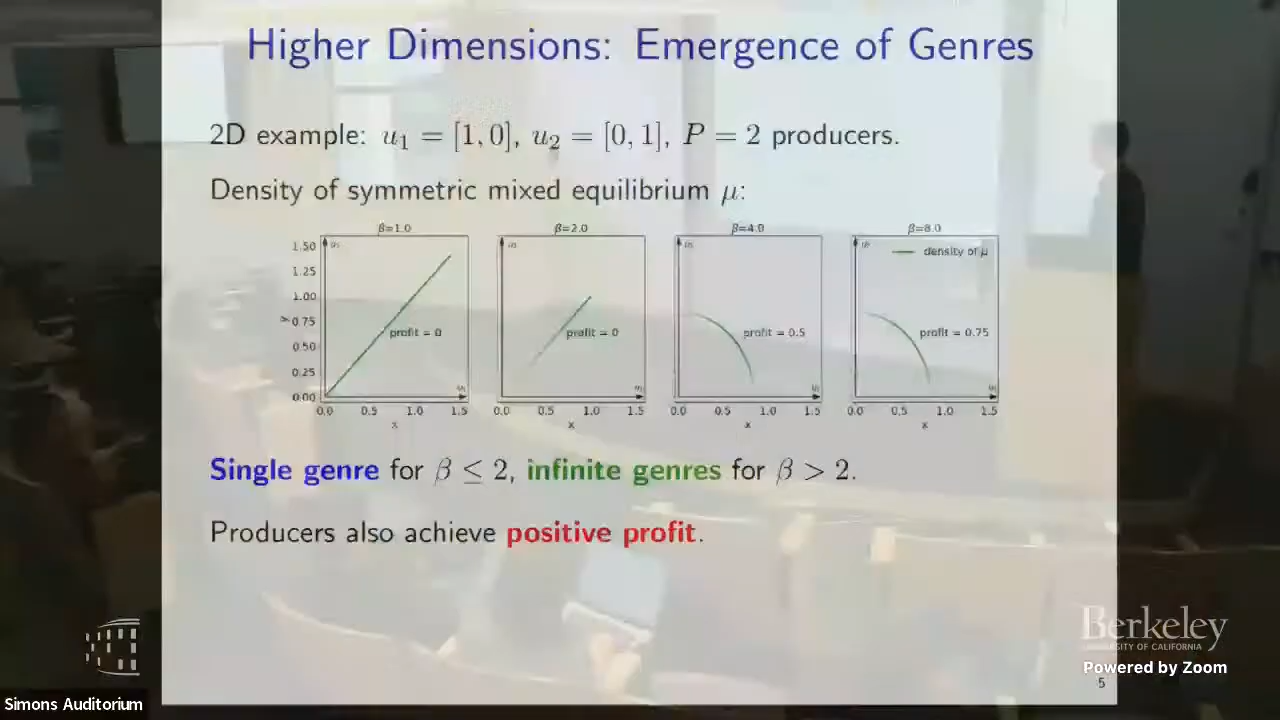 Higher Dimensions: Emergence of Genres
2D example: u₁ = [1, 0], u₂ = [0, 1], P = 2 producers.
Density of symmetric mixed equilibrium μ:
β=1.0 β=2.0 β=4.0 β=8.0
1.50
1.25
1.00
0.75
0.50
0.25
0.00
y
density of μ
profit = 0 profit = 0 profit = 0.5 profit = 0.75
0.0 0.5 1.0 1.5 0.0 0.5 1.0 1.5 0.0 0.5 1.0 1.5 0.0 0.5 1.0 1.5
x x x x
Single genre for β ≤ 2, infinite genres for β > 2.
Producers also achieve positive profit.
Berkeley
UNIVERSITY OF CALIFORNIA
Powered by Zoom
5
Simons Auditorium